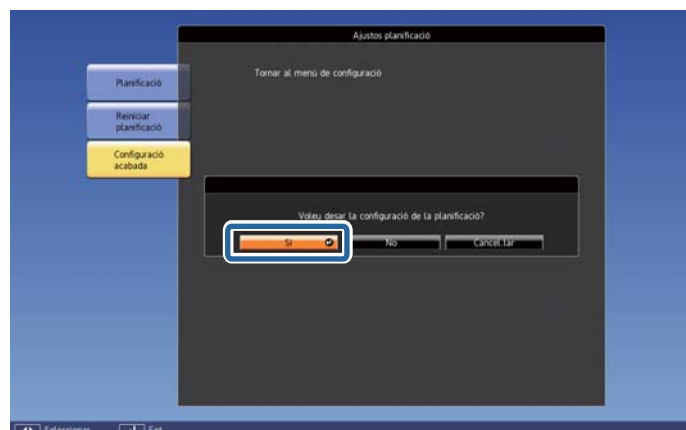 Ajustos planificació
Planificació
Tornar al menú de configuració
Reiniciar
planificació
Configuració
acabada
Voleu desar la configuració de la planificació?
Sí
No
Cancel.lar
Seleccionar
Set